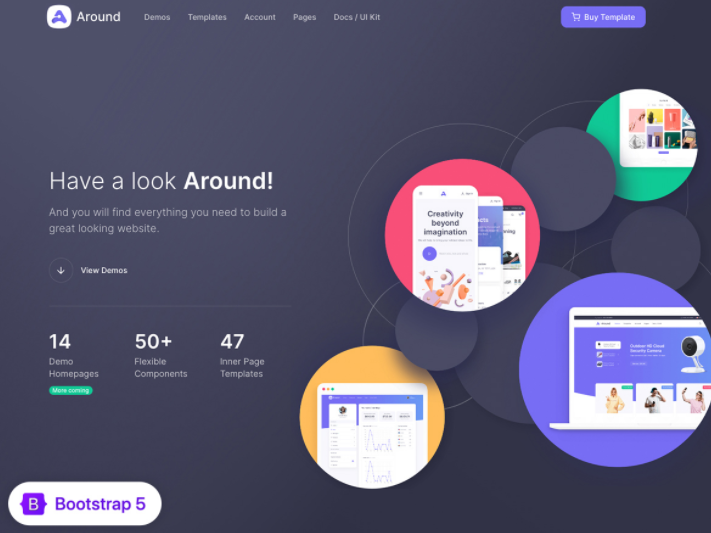 Around
Demos
Templates
Account
Pages
Docs / UI Kit
Buy Template
Have a look Around!
And you will find everything you need to build a
great looking website.
View Demos
14
Demo
Homepages
More coming
50+
Flexible
Components
47
Inner Page
Templates
Creativity
beyond
imagination
Around
Outdoor HD Cloud
Security Camera
B
Bootstrap 5